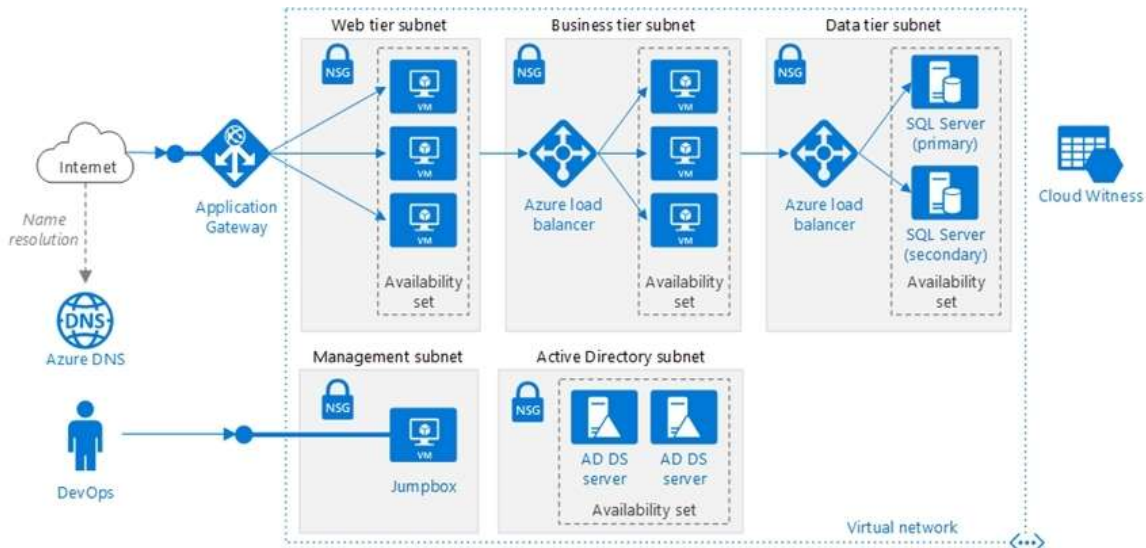 Web tier subnet
Business tier subnet
Data tier subnet
NSG
VM
VM
VM
Availability
set
NSG
Azure load
balancer
VM
VM
VM
Availability
set
NSG
Azure load
balancer
SQL Server
(primary)
SQL Server
(secondary)
Availability
set
Internet
Application
Gateway
Cloud Witness
Name
resolution
DNS
Azure DNS
Management subnet
Active Directory subnet
NSG
VM
Jumpbox
NSG
AD DS
server
AD DS
server
Availability set
DevOps
Virtual network